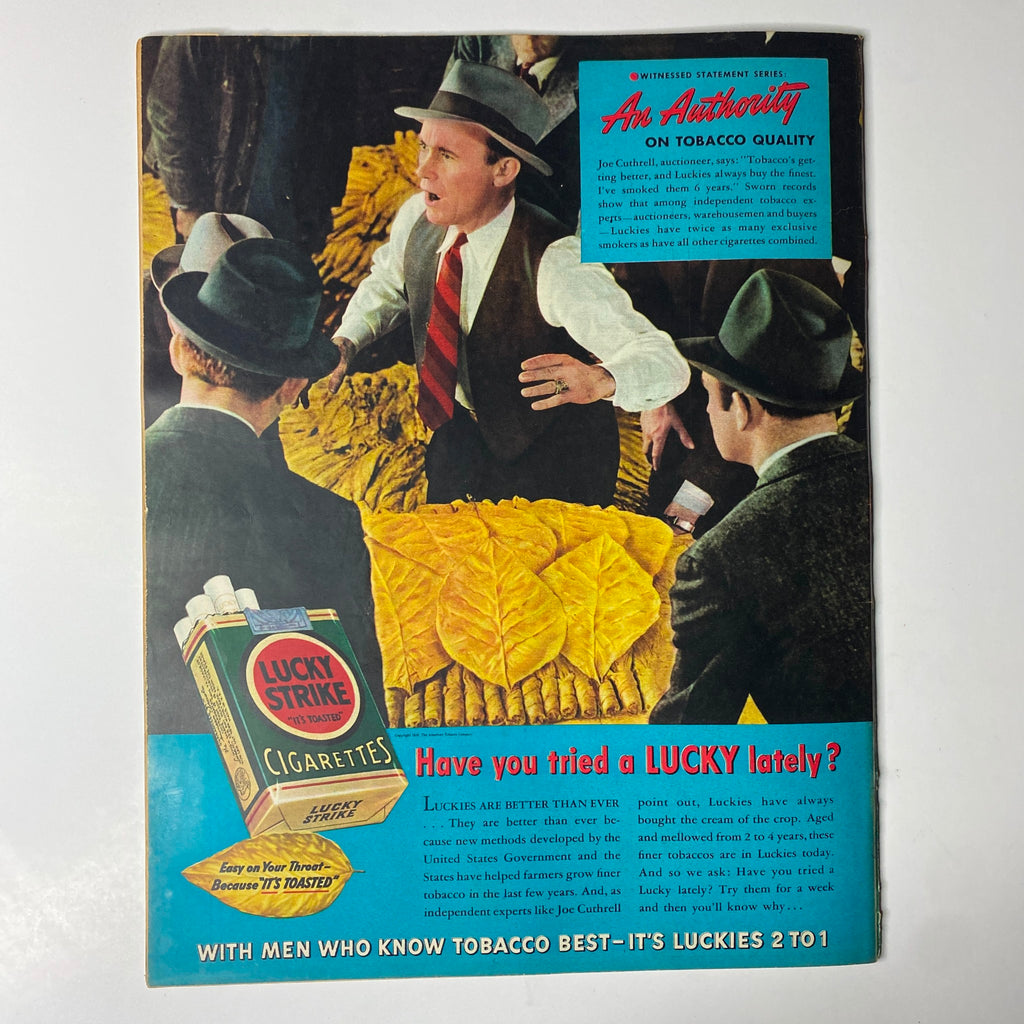 WITNESSED STATEMENT SERIES:
An Authority
ON TOBACCO QUALITY
Joe Cuthrell, auctioneer, says: "Tobacco's get-
ting better, and Luckies always buy the finest.
I've smoked them 6 years." Sworn records
show that among independent tobacco ex-
perts—auctioneers, warehousemen and buyers
—Luckies have twice as many exclusive
smokers as have all other cigarettes combined.
LUCKY
STRIKE
"IT'S TOASTED"
CIGARETTES
LUCKY
STRIKE
Easy on Your Throat—
Because "IT'S TOASTED"
Have you tried a LUCKY lately?
LUCKIES ARE BETTER THAN EVER
. . . They are better than ever be-
cause new methods developed by the
United States Government and the
States have helped farmers grow finer
tobacco in the last few years. And, as
independent experts like Joe Cuthrell
point out, Luckies have always
bought the cream of the crop. Aged
and mellowed from 2 to 4 years, these
finer tobaccos are in Luckies today.
And so we ask: Have you tried a
Lucky lately? Try them for a week
and then you'll know why . . .
WITH MEN WHO KNOW TOBACCO BEST—IT'S LUCKIES 2 TO 1